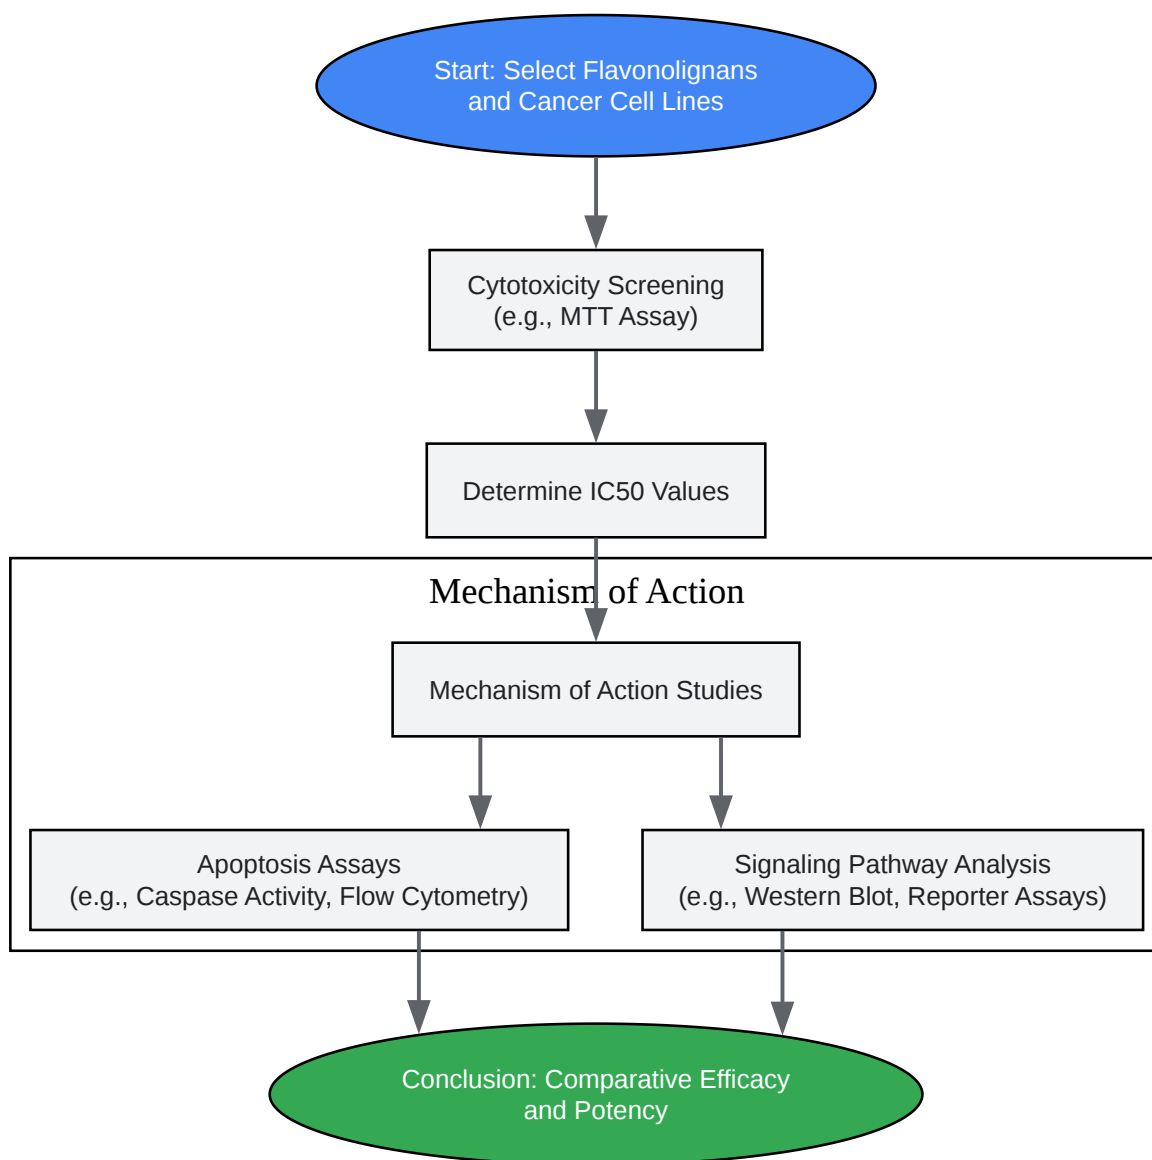 Start: Select Flavonolignans
and Cancer Cell Lines
Cytotoxicity Screening
(e.g., MTT Assay)
Determine IC50 Values
Mechanism of Action
Mechanism of Action Studies
Apoptosis Assays
(e.g., Caspase Activity, Flow Cytometry)
Signaling Pathway Analysis
(e.g., Western Blot, Reporter Assays)
Conclusion: Comparative Efficacy
and Potency